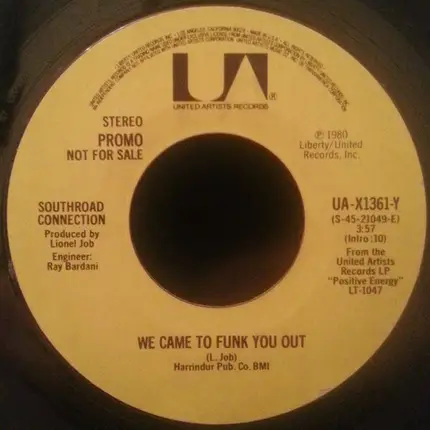 UA®
UNITED ARTISTS RECORDS
STEREO
PROMO
NOT FOR SALE
℗ 1980
Liberty/United
Records, Inc.
SOUTHROAD
CONNECTION
Produced by
Lionel Job
Engineer:
Ray Bardani
UA-X1361-Y
(S-45-21049-E)
3:57
(Intro :10)
From the
United Artists
Records LP
"Positive Energy"
LT-1047
WE CAME TO FUNK YOU OUT
(L. Job)
Harrindur Pub. Co. BMI